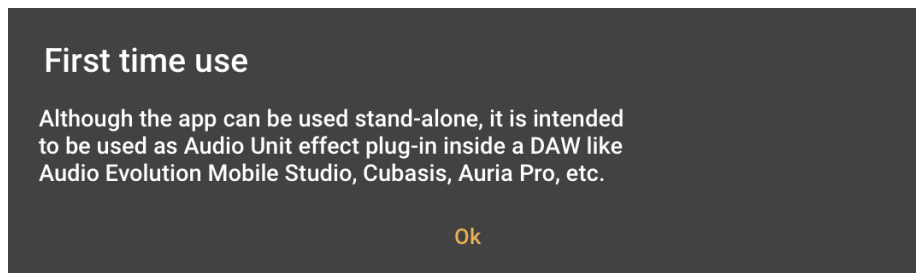 First time use
Although the app can be used stand-alone, it is intended
to be used as Audio Unit effect plug-in inside a DAW like
Audio Evolution Mobile Studio, Cubasis, Auria Pro, etc.
Ok